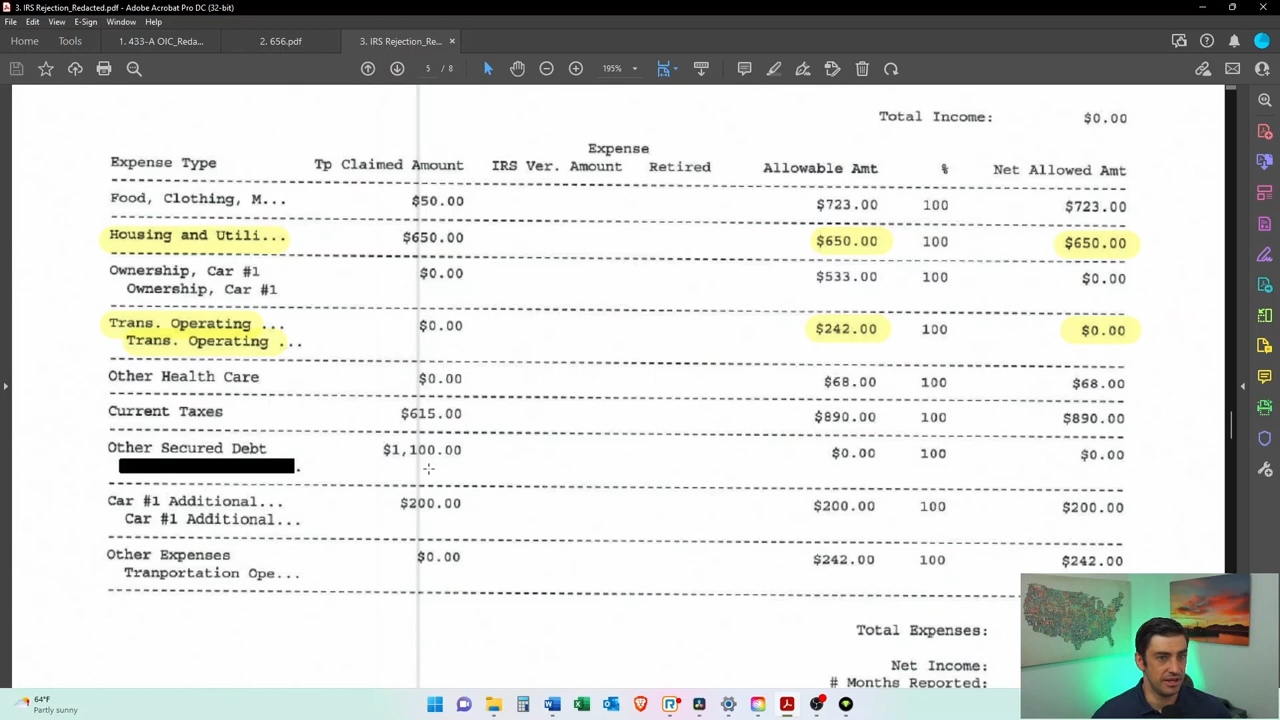 3. IRS Rejection_Redacted.pdf - Adobe Acrobat Pro DC (32-bit)
File Edit View E-Sign Window Help
Home Tools 1. 433-A OIC_Reda... 2. 656.pdf 3. IRS Rejection_Re... ×
5 / 8 195%
Total Income: $0.00
Expense
Expense Type Tp Claimed Amount IRS Ver. Amount Retired Allowable Amt % Net Allowed Amt
Food, Clothing, M... $50.00 $723.00 100 $723.00
Housing and Utili... $650.00 $650.00 100 $650.00
Ownership, Car #1 $0.00 $533.00 100 $0.00
Ownership, Car #1
Trans. Operating ... $0.00 $242.00 100 $0.00
Trans. Operating ...
Other Health Care $0.00 $68.00 100 $68.00
Current Taxes $615.00 $890.00 100 $890.00
Other Secured Debt $1,100.00 $0.00 100 $0.00
.
Car #1 Additional... $200.00 $200.00 100 $200.00
Car #1 Additional...
Other Expenses $0.00 $242.00 100 $242.00
Tranportation Ope...
Total Expenses:
Net Income:
# Months Reported:
64°F
Partly sunny